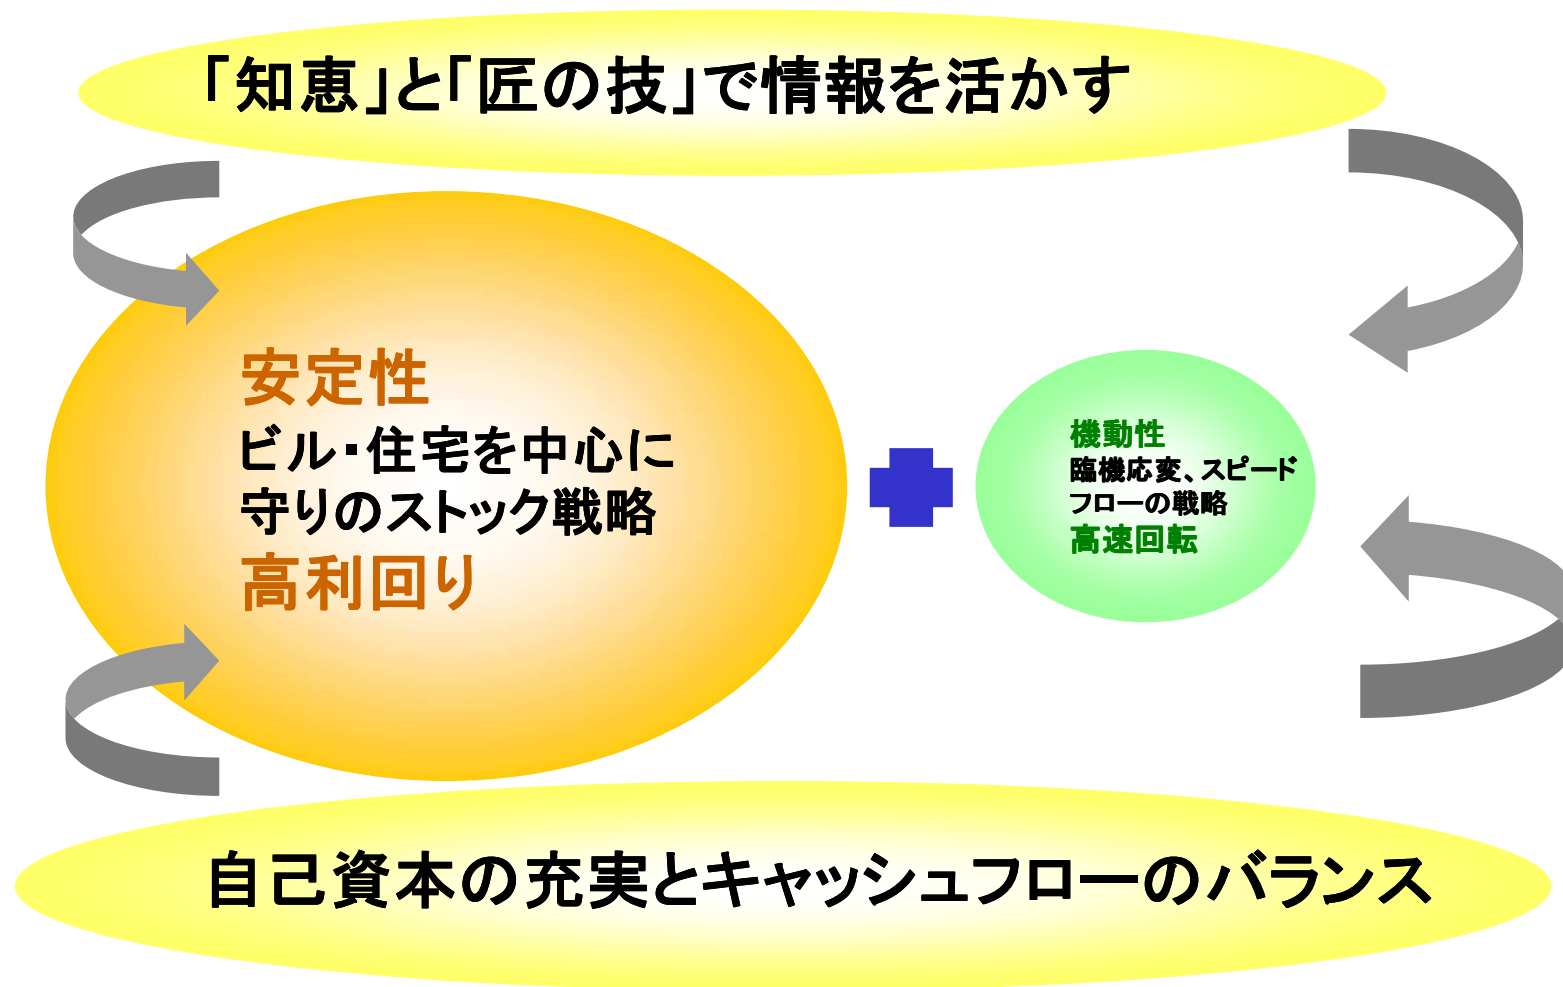 「知恵」と「匠の技」で情報を活かす
安定性
ビル・住宅を中心に
守りのストック戦略
高利回り
機動性
臨機応変、スピード
フローの戦略
高速回転
自己資本の充実とキャッシュフローのバランス